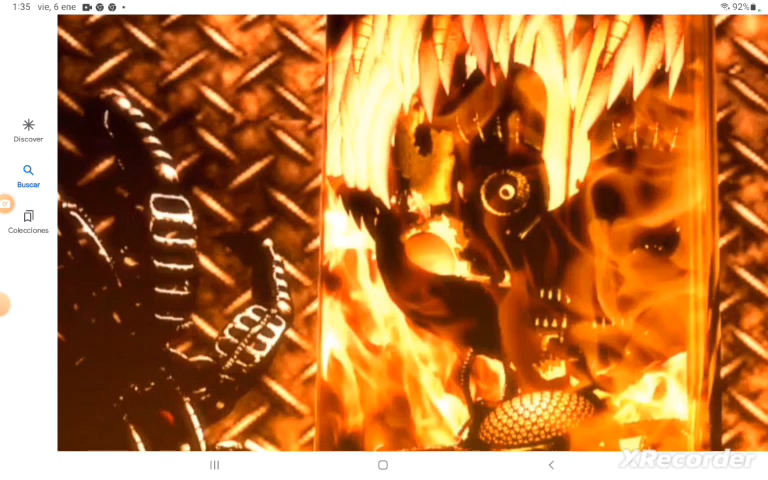 1:35 vie, 6 ene
92%
Discover
Buscar
Colecciones
XRecorder